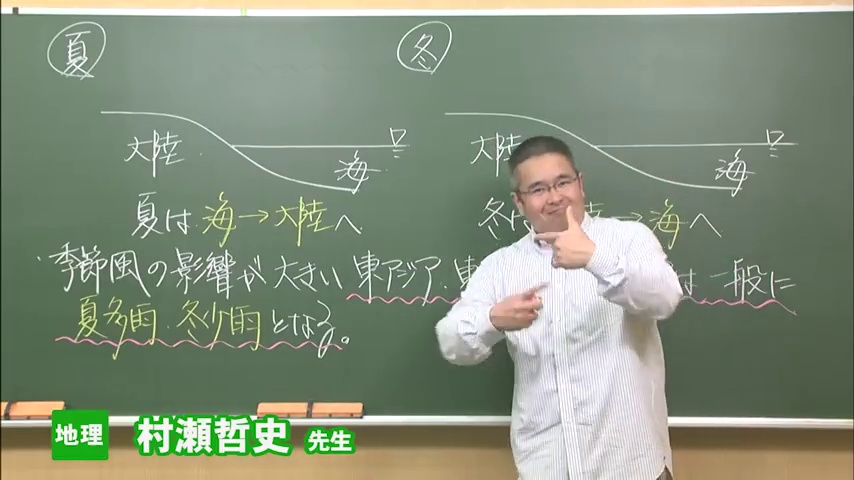 夏
冬
大陸
海
大陸
海
夏は 海→大陸へ
冬は 陸→海へ
季節風の影響が大きい 東アジア・東 は一般に
夏多雨・冬少雨となる。
地理 村瀬哲史 先生